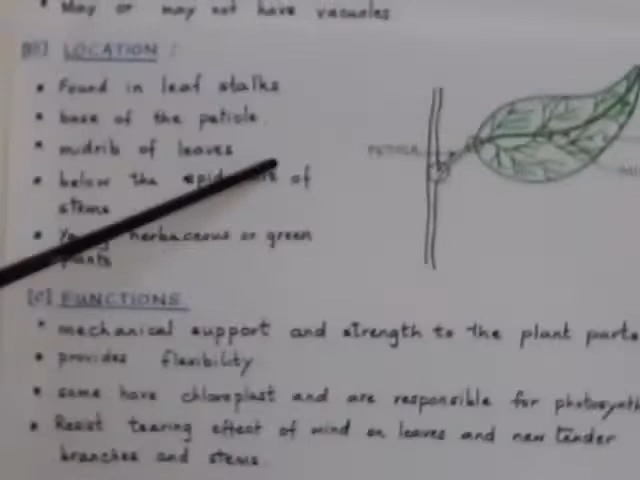 • May or may not have vacuoles
[B] LOCATION :
• Found in leaf stalks
• base of the petiole.
• midrib of leaves
• below the of
stems
• herbaceous or green
plants
PETIOLE
[C] FUNCTIONS
• mechanical support and strength to the plant parts
• provides flexibility
• some have chloroplast and are responsible for photosynth
• Resist tearing effect of wind on leaves and new tender
branches and stems.